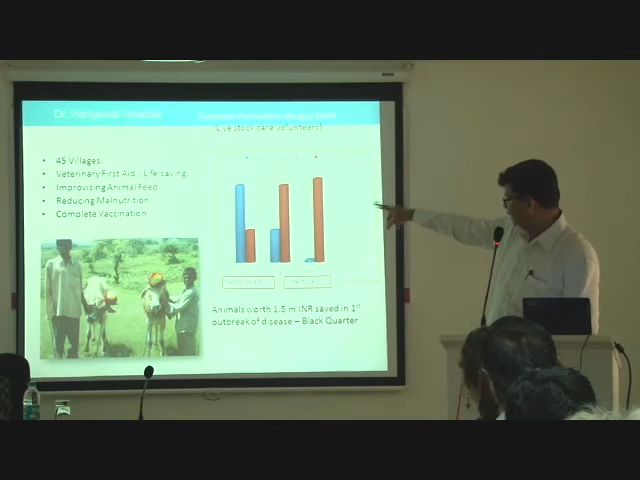 Dr. Hedgewar Hospital
(Live stock care volunteers)
45 Villages.
Veterinary First Aid / Life saving.
Improvising Animal Feed
Reducing Malnutrition
Complete Vaccination
Animals worth 1.5 m INR saved in 1st
outbreak of disease – Black Quarter